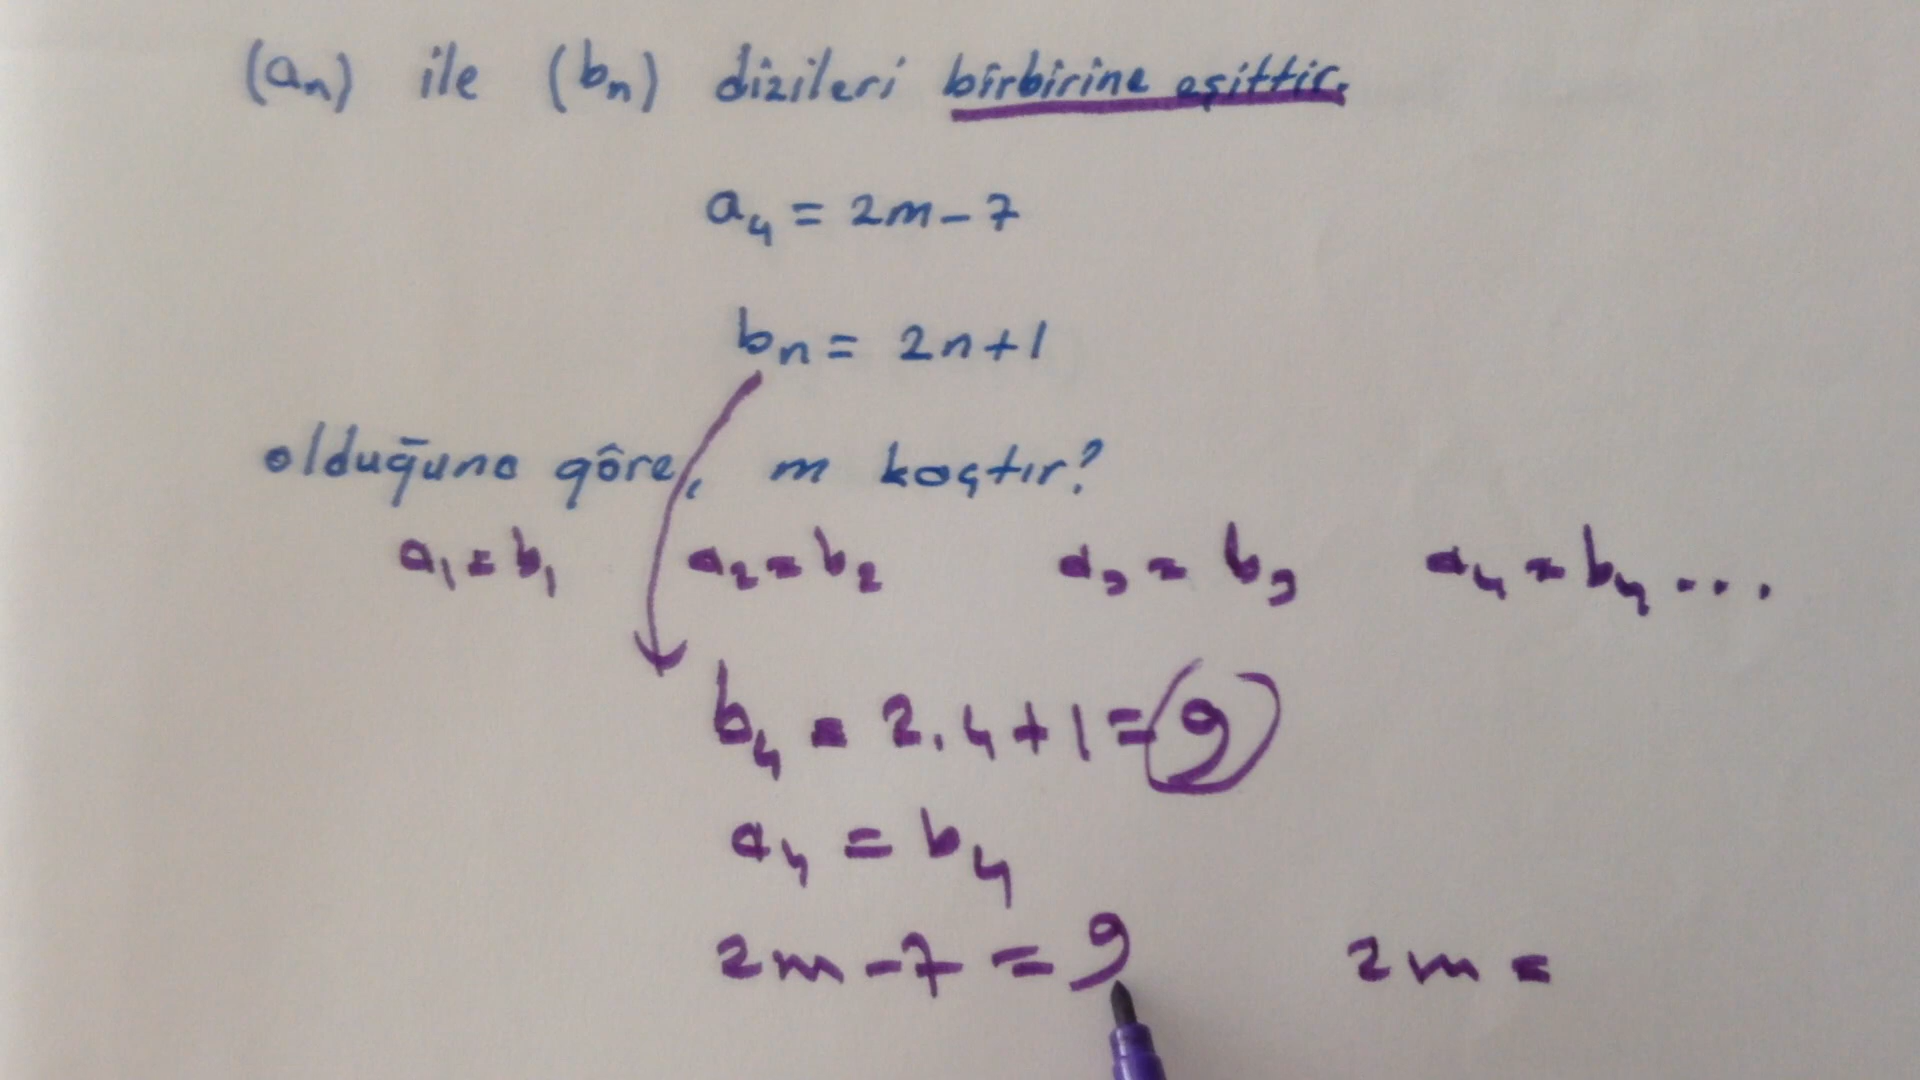 (an) ile (bn) dizileri birbirine eşittir.
a4 = 2m-7
bn = 2n+1
olduğuna göre, m kaçtır?
a1=b1 a2=b2 a3=b3 a4=b4...
b4 = 2.4+1=9
a4 = b4
2m-7=9 2m=